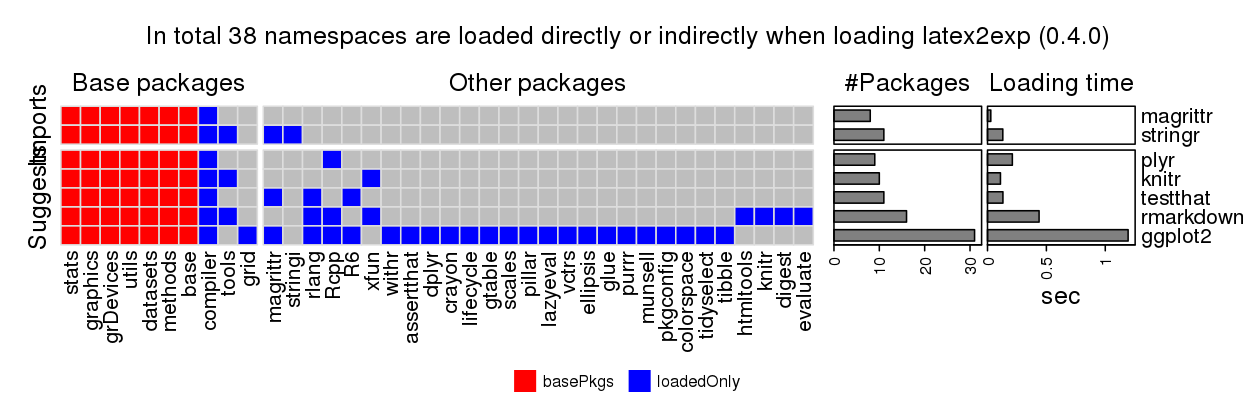 In total 38 namespaces are loaded directly or indirectly when loading latex2exp (0.4.0)
Base packages
Other packages
#Packages
Loading time
Imports
Suggests
magrittr
stringr
plyr
knitr
testthat
rmarkdown
ggplot2
stats
graphics
grDevices
utils
datasets
methods
base
compiler
tools
grid
magrittr
stringi
rlang
Rcpp
R6
xfun
withr
assertthat
dplyr
crayon
lifecycle
gtable
scales
pillar
lazyeval
vctrs
ellipsis
glue
purrr
munsell
pkgconfig
colorspace
tidyselect
tibble
htmltools
knitr
digest
evaluate
0 10 20 30
0 0.5 1
sec
basePkgs
loadedOnly